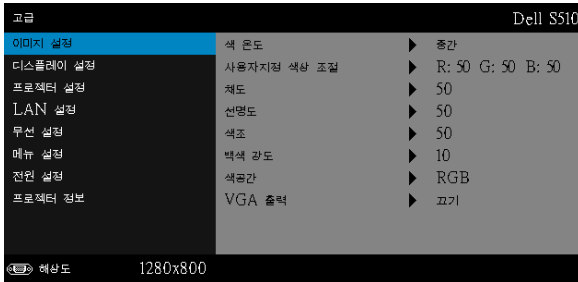 고급 Dell S510
이미지 설정
디스플레이 설정
프로젝터 설정
LAN 설정
무선 설정
메뉴 설정
전원 설정
프로젝터 정보
색 온도 중간
사용자지정 색상 조절 R: 50 G: 50 B: 50
채도 50
선명도 50
색조 50
백색 강도 10
색공간 RGB
VGA 출력 끄기
해상도 1280x800